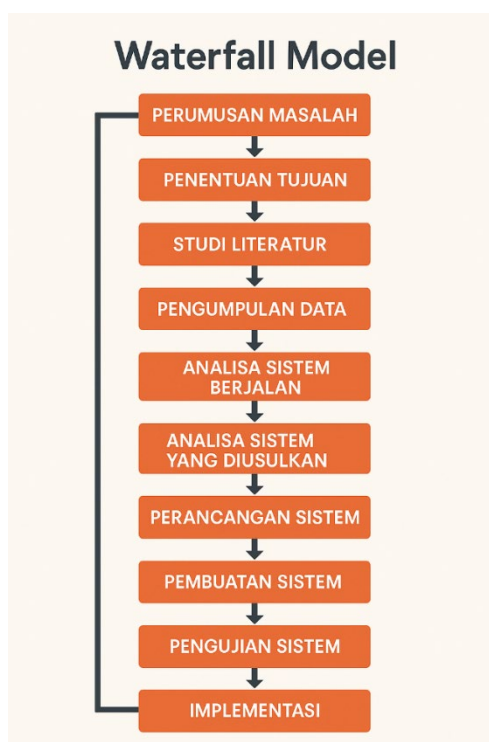 Waterfall Model
PERUMUSAN MASALAH
PENENTUAN TUJUAN
STUDI LITERATUR
PENGUMPULAN DATA
ANALISA SISTEM
BERJALAN
ANALISA SISTEM
YANG DIUSULKAN
PERANCANGAN SISTEM
PEMBUATAN SISTEM
PENGUJIAN SISTEM
IMPLEMENTASI